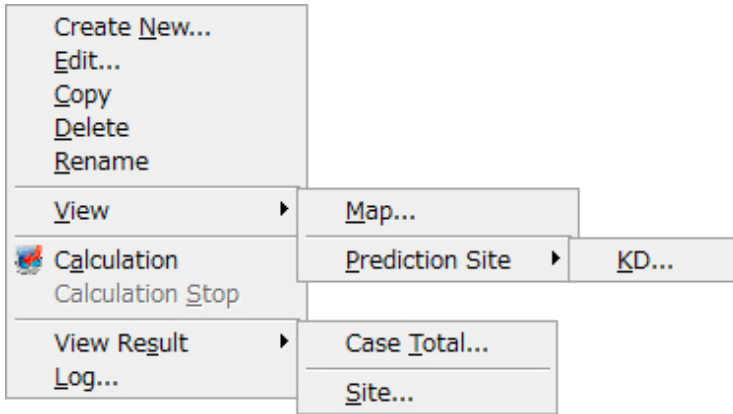 Create New...
Edit...
Copy
Delete
Rename
View
Map...
Calculation
Prediction Site
KD...
Calculation Stop
View Result
Case Total...
Log...
Site...